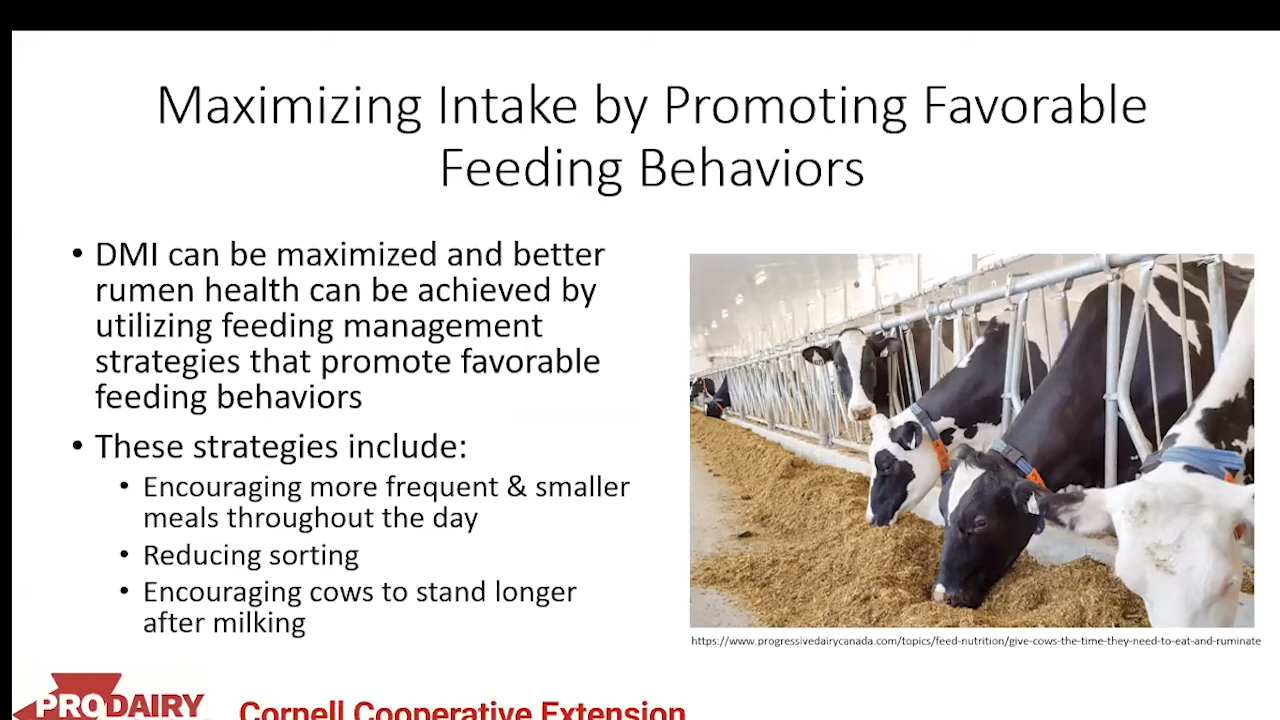 Maximizing Intake by Promoting Favorable
Feeding Behaviors
• DMI can be maximized and better
rumen health can be achieved by
utilizing feeding management
strategies that promote favorable
feeding behaviors
• These strategies include:
• Encouraging more frequent & smaller
meals throughout the day
• Reducing sorting
• Encouraging cows to stand longer
after milking
https://www.progressivedairycanada.com/topics/feed-nutrition/give-cows-the-time-they-need-to-eat-and-ruminate
PRODAIRY
Cornell Cooperative Extension